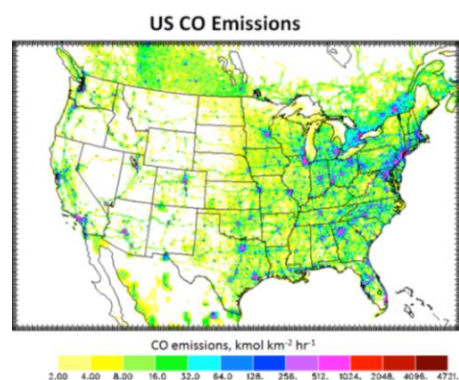 US CO Emissions
CO emissions, kmol km⁻² hr⁻¹
2.00 4.00 8.00 16.0 32.0 64.0 128. 256. 512. 1024. 2048. 4096. 4721.